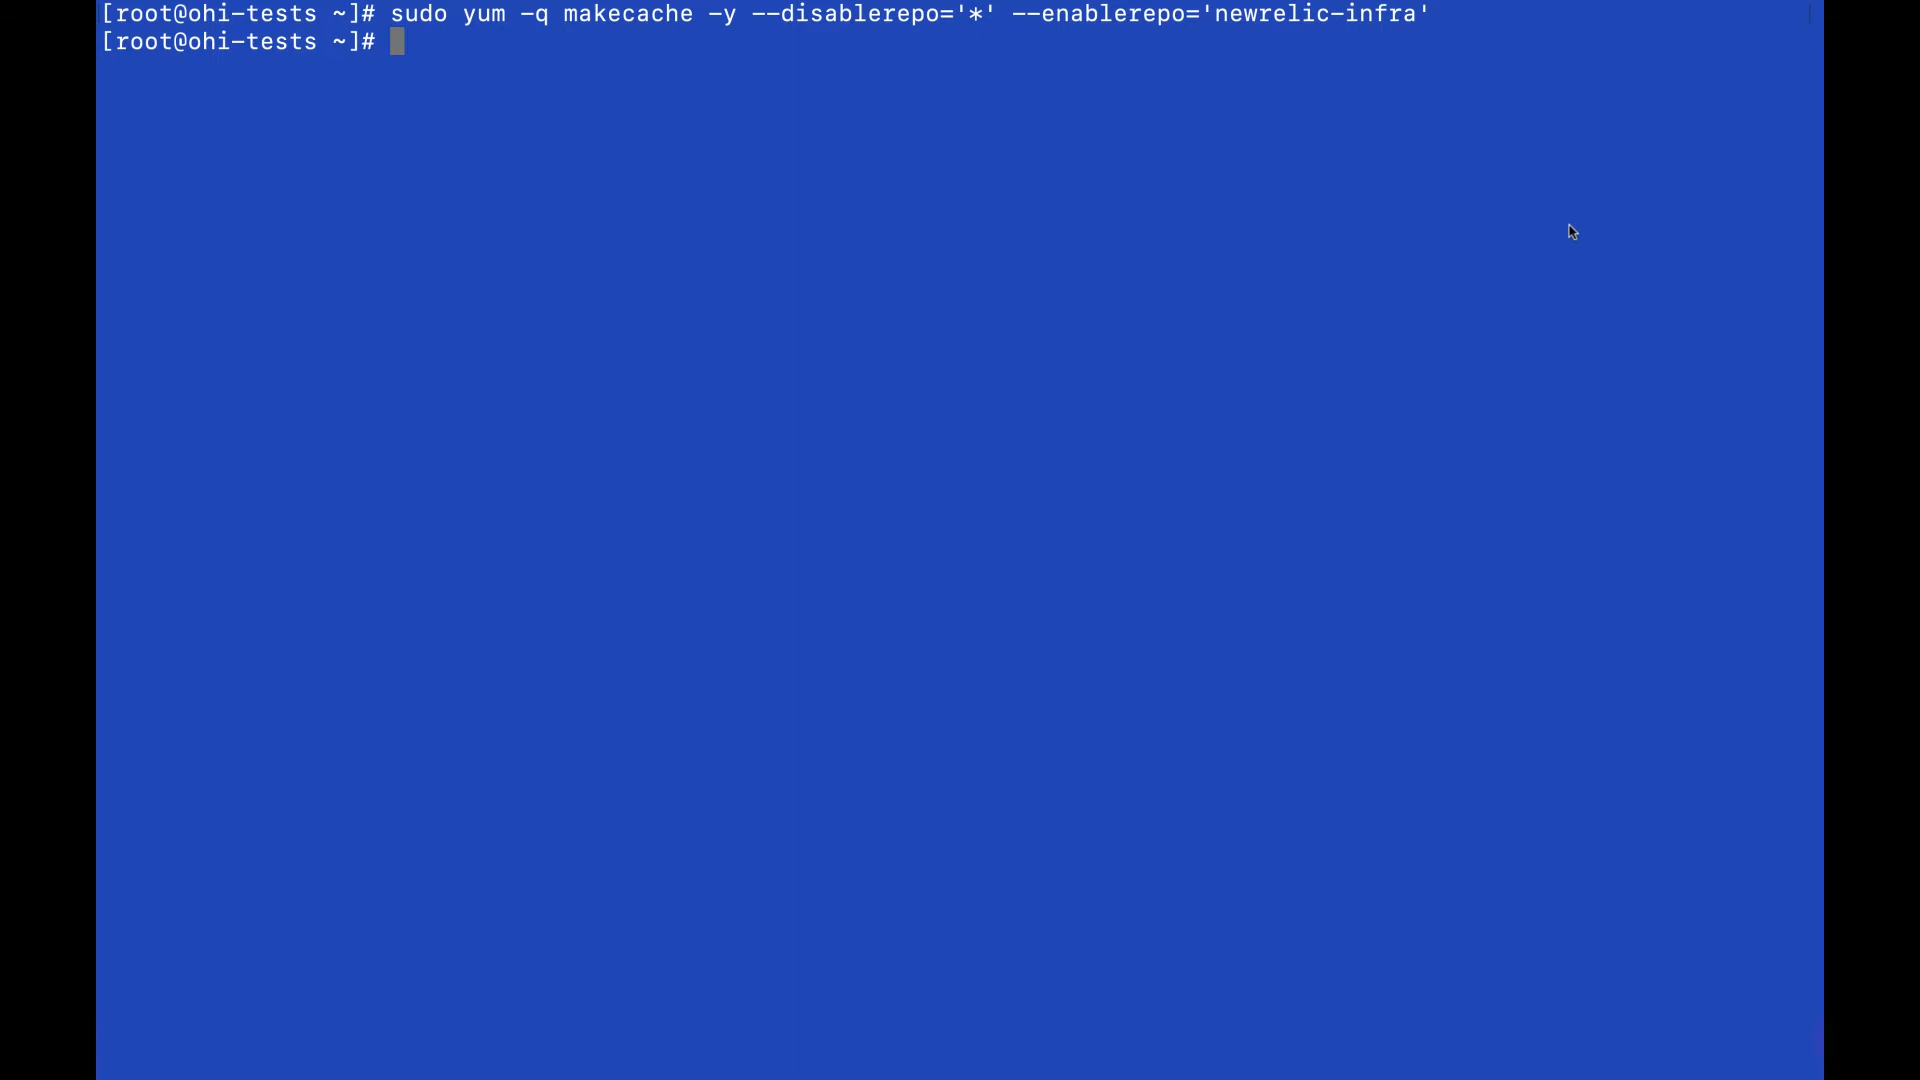 [root@ohi-tests ~]# sudo yum -q makecache -y --disablerepo='*' --enablerepo='newrelic-infra'
[root@ohi-tests ~]#